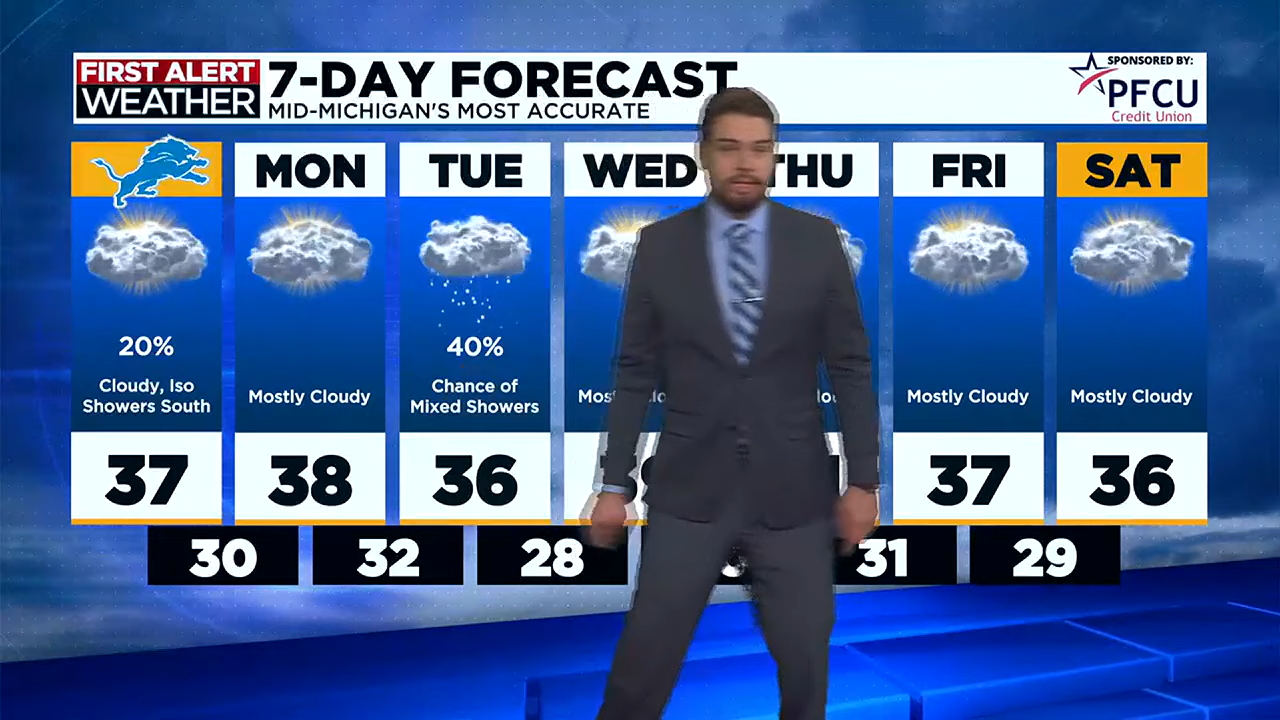 FIRST ALERT
WEATHER
7-DAY FORECAST
MID-MICHIGAN'S MOST ACCURATE
SPONSORED BY:
PFCU
Credit Union
MON
TUE
WED
THU
FRI
SAT
20%
40%
Cloudy, Iso
Showers South
Mostly Cloudy
Chance of
Mixed Showers
Mostly Cloudy
Mostly Cloudy
37
38
36
37
36
30
32
28
31
29